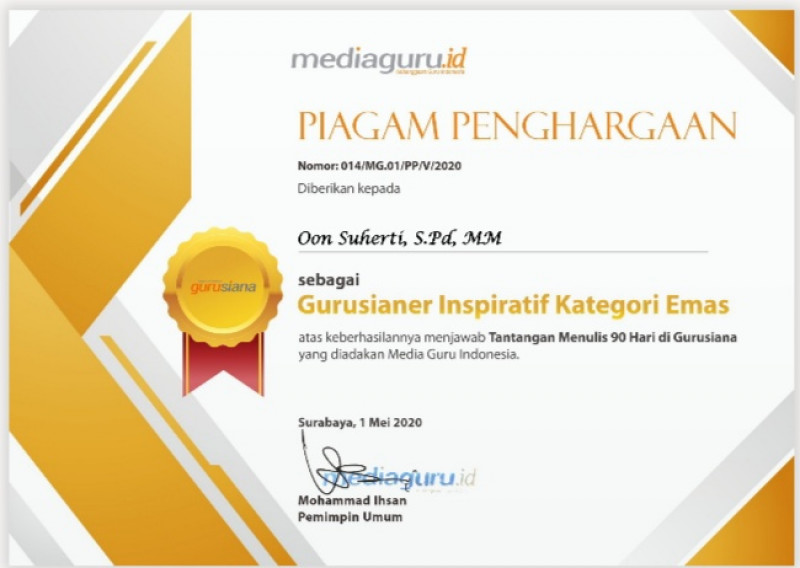 mediaguru.id
PIAGAM PENGHARGAAN
Nomor: 014/MG.01/PP/V/2020
Diberikan kepada
Oon Suherti, S.Pd, MM
gurusiana
sebagai
Gurusianer Inspiratif Kategori Emas
atas keberhasilannya menjawab Tantangan Menulis 90 Hari di Gurusiana
yang diadakan Media Guru Indonesia.
Surabaya, 1 Mei 2020
mediaguru.id
Mohammad Ihsan
Pemimpin Umum